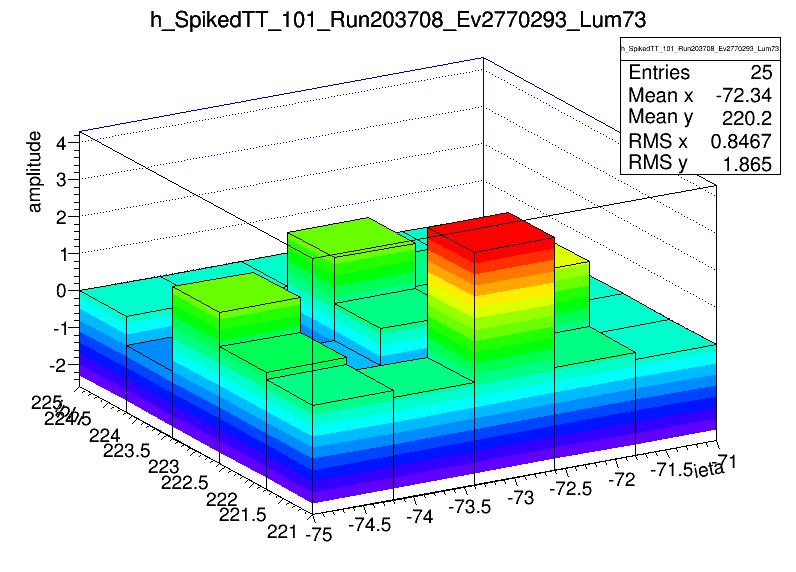 h_SpikedTT_101_Run203708_Ev2770293_Lum73
h_SpikedTT_101_Run203708_Ev2770293_Lum73
Entries 25
Mean x -72.34
Mean y 220.2
RMS x 0.8467
RMS y 1.865
amplitude
4
3
2
1
0
-1
-2
225
224.5
224
223.5
223
222.5
222
221.5
221
-75
-74.5
-74
-73.5
-73
-72.5
-72
-71.5
-71
ieta